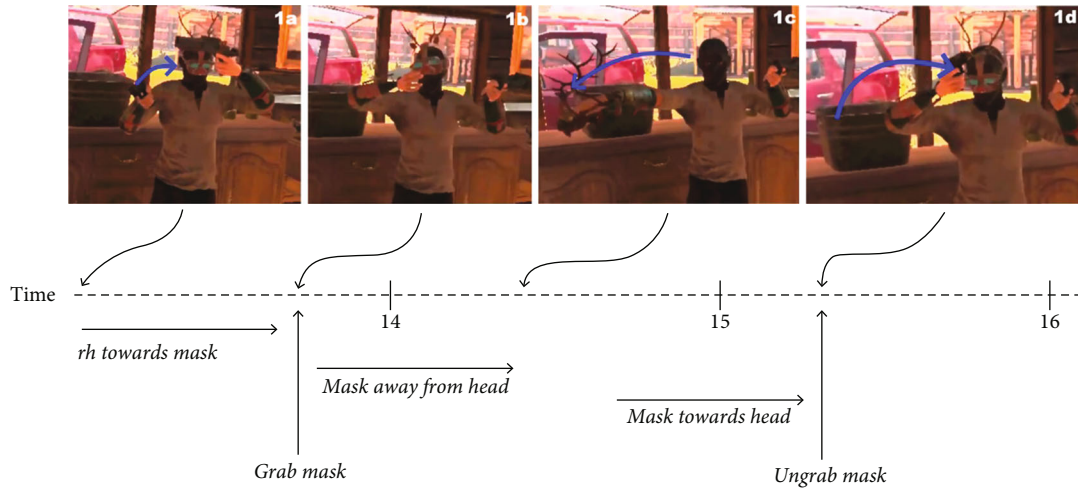 1a
1b
1c
1d
Time
14
15
16
rh towards mask
Mask away from head
Mask towards head
Grab mask
Ungrab mask